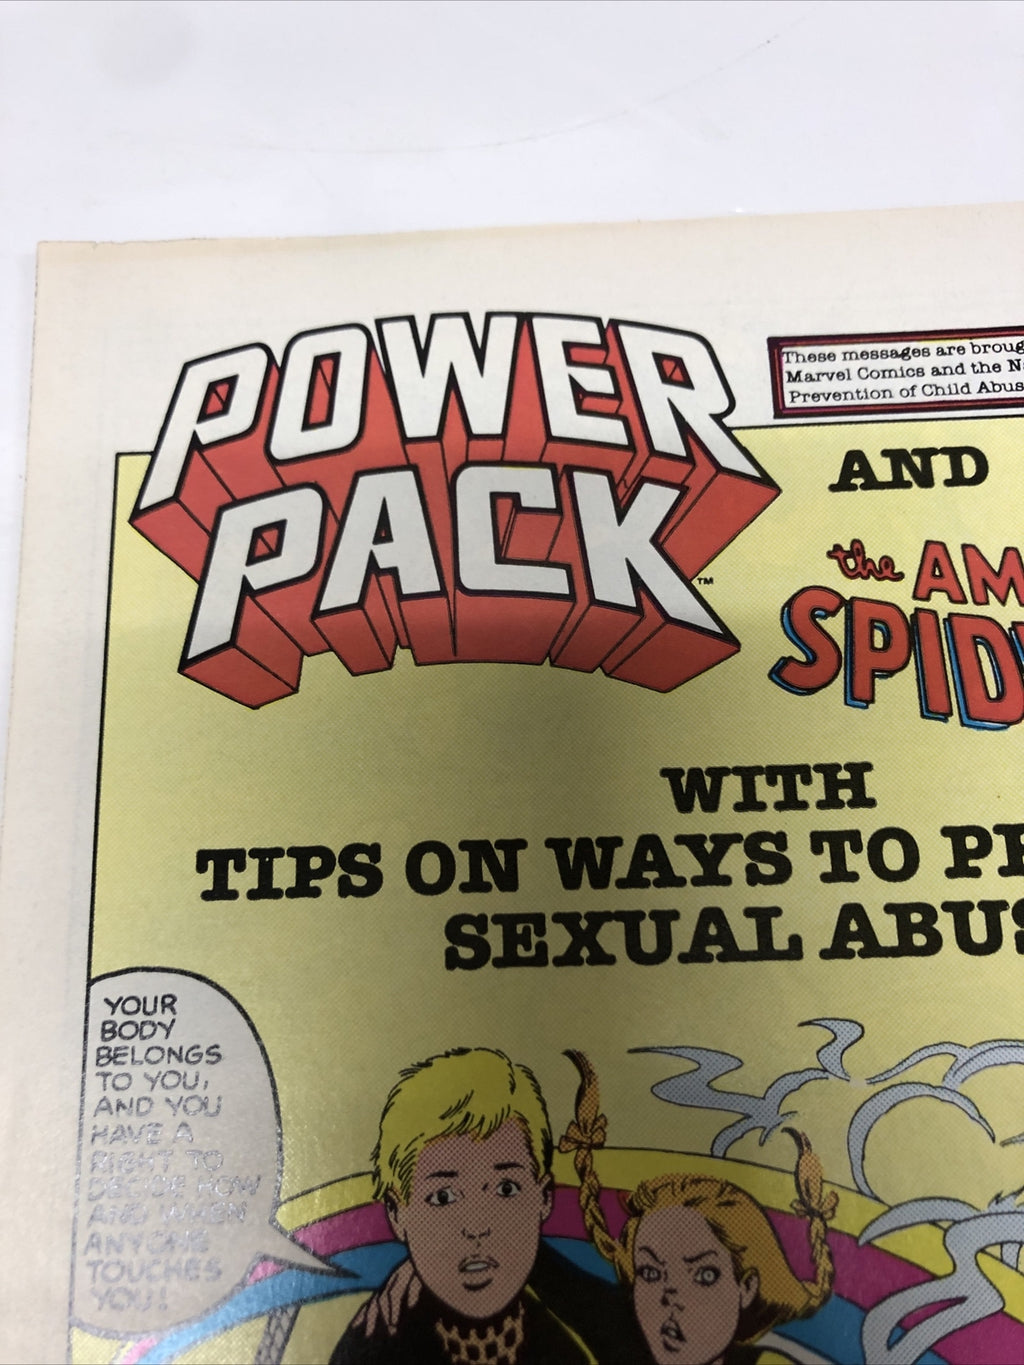 POWER
PACK™
These messages are broug
Marvel Comics and the N
Prevention of Child Abus
AND
the AM
SPID
WITH
TIPS ON WAYS TO PR
SEXUAL ABUS
YOUR
BODY
BELONGS
TO YOU,
AND YOU
HAVE A
RIGHT TO
DECIDE HOW
AND WHEN
ANYONE
TOUCHES
YOU!